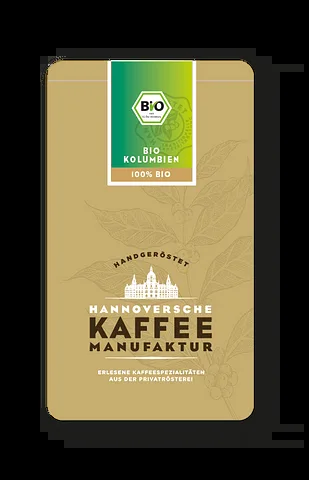 Bio
BIO
KOLUMBIEN
100% BIO
HANDGERÖSTET
HANNOVERSCHE
KAFFEE
MANUFAKTUR
ERLESENE KAFFEESPEZIALITÄTEN
AUS DER PRIVATRÖSTEREI